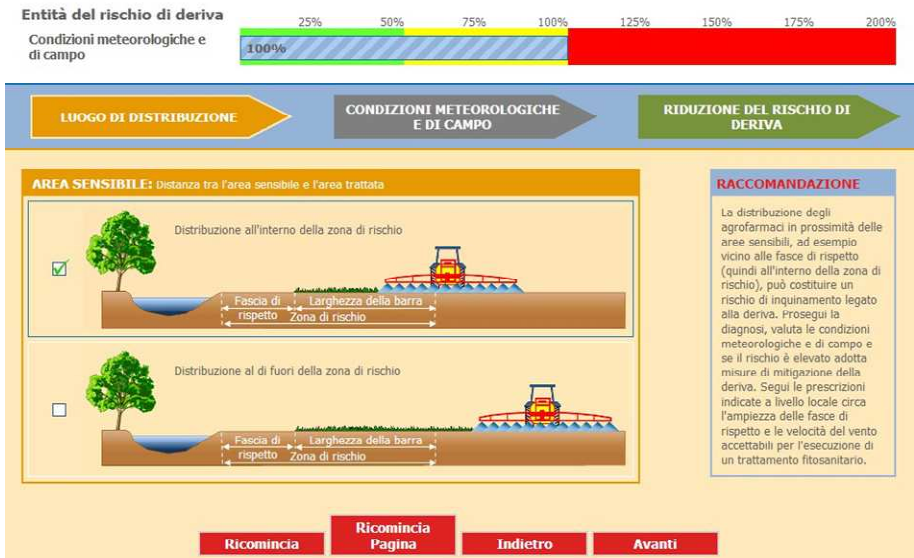 Entità del rischio di deriva
25% 50% 75% 100% 125% 150% 175% 200%
Condizioni meteorologiche e
di campo
100%
LUOGO DI DISTRIBUZIONE
CONDIZIONI METEOROLOGICHE
E DI CAMPO
RIDUZIONE DEL RISCHIO DI
DERIVA
AREA SENSIBILE: Distanza tra l'area sensibile e l'area trattata
Distribuzione all'interno della zona di rischio
Fascia di
rispetto
Larghezza della barra
Zona di rischio
Distribuzione al di fuori della zona di rischio
Fascia di
rispetto
Larghezza della barra
Zona di rischio
RACCOMANDAZIONE
La distribuzione degli
agrofarmaci in prossimità delle
aree sensibili, ad esempio
vicino alle fasce di rispetto
(quindi all'interno della zona di
rischio), può costituire un
rischio di inquinamento legato
alla deriva. Prosegui la
diagnosi, valuta le condizioni
meteorologiche e di campo e
se il rischio è elevato adotta
misure di mitigazione della
deriva. Segui le prescrizioni
indicate a livello locale circa
l'ampiezza delle fasce di
rispetto e le velocità del vento
accettabili per l'esecuzione di
un trattamento fitosanitario.
Ricomincia
Ricomincia
Pagina
Indietro
Avanti